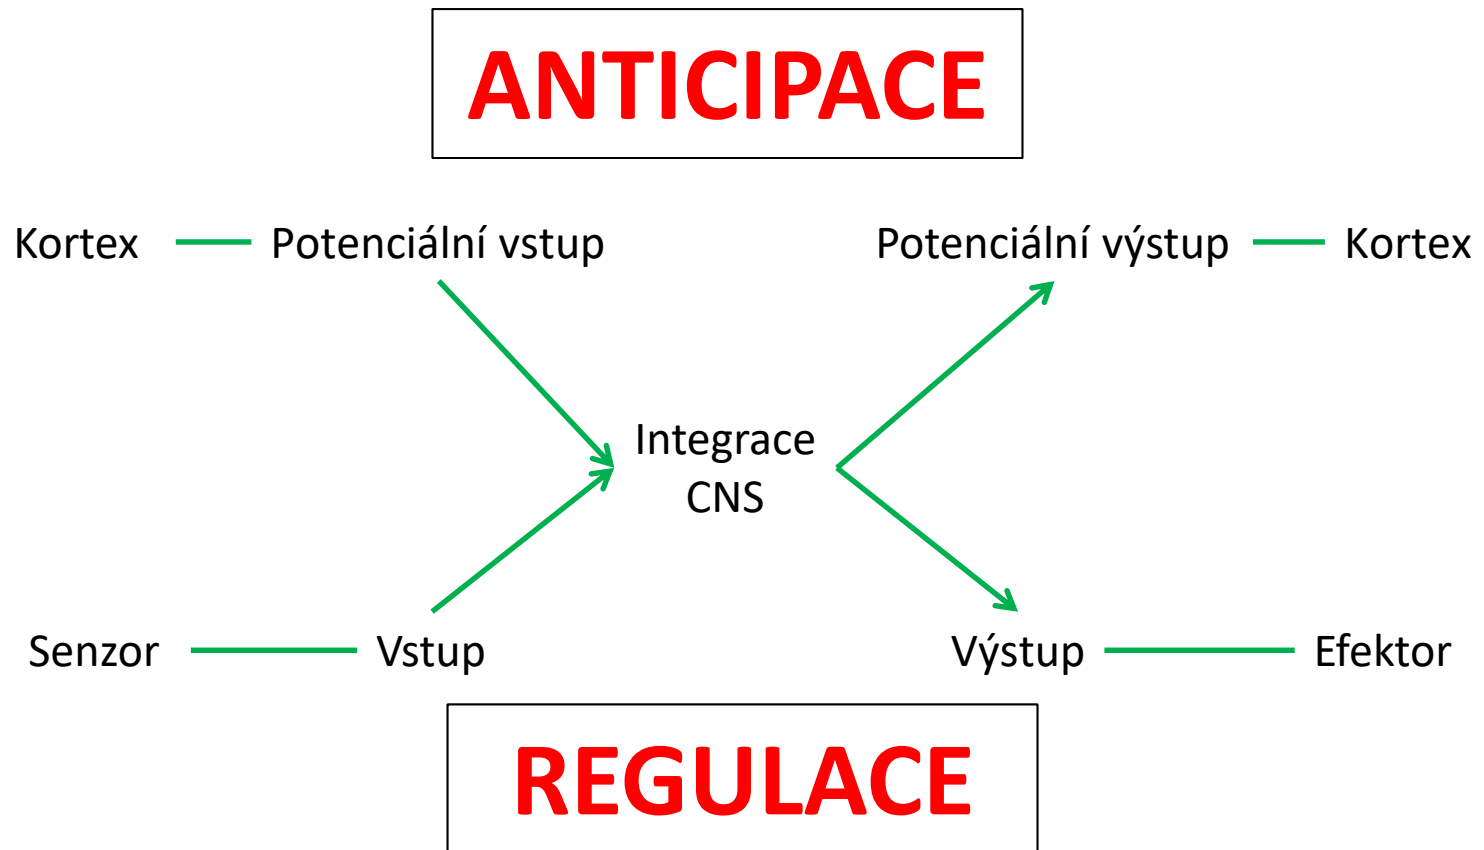 ANTICIPACE
Kortex
Potenciální vstup
Potenciální výstup
Kortex
Integrace
CNS
Senzor
Vstup
Výstup
Efektor
REGULACE